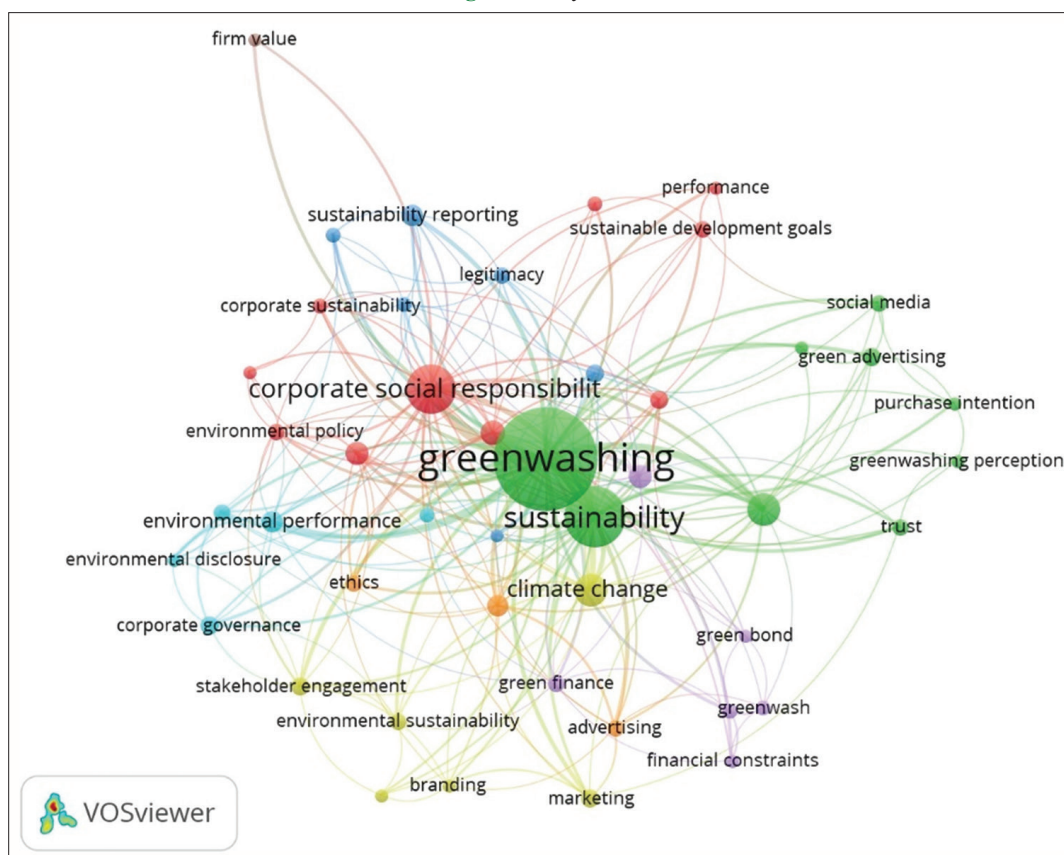 firm value
performance
sustainability reporting
sustainable development goals
legitimacy
corporate sustainability
social media
green advertising
corporate social responsibilit
purchase intention
environmental policy
greenwashing
greenwashing perception
sustainability
environmental performance
trust
environmental disclosure
ethics
climate change
corporate governance
green bond
stakeholder engagement
green finance
greenwash
environmental sustainability
advertising
financial constraints
branding
marketing
VOSviewer